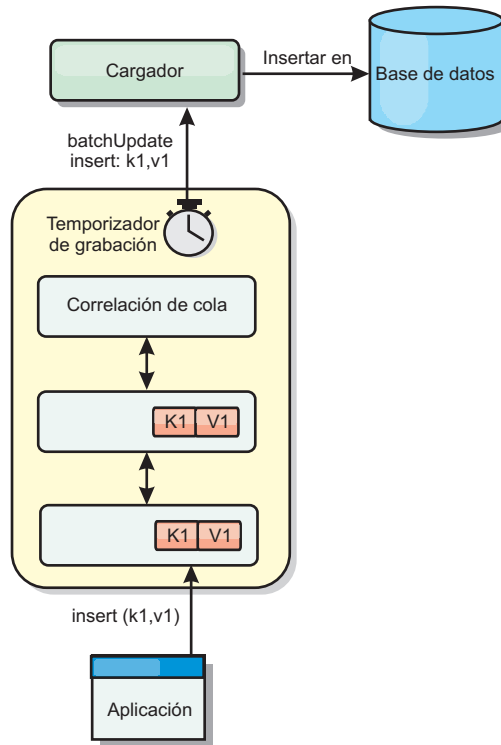 Cargador
Insertar en
Base de datos
batchUpdate
insert: k1,v1
Temporizador
de grabación
Correlación de cola
K1 V1
K1 V1
insert (k1,v1)
Aplicación